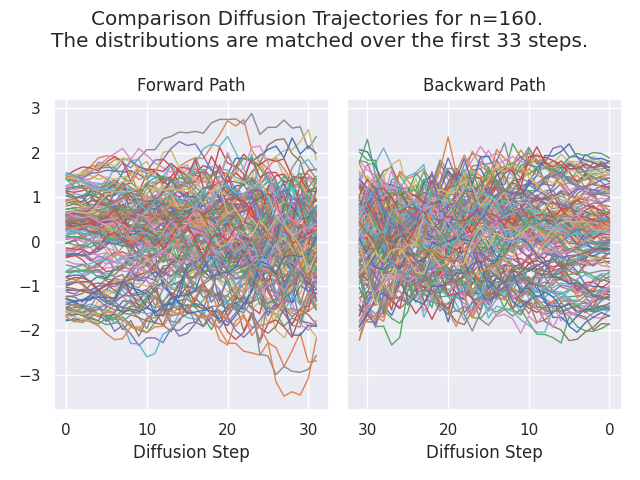 Comparison Diffusion Trajectories for n=160.
The distributions are matched over the first 33 steps.
Forward Path
Backward Path
3
2
1
0
−1
−2
−3
0 10 20 30
30 20 10 0
Diffusion Step
Diffusion Step